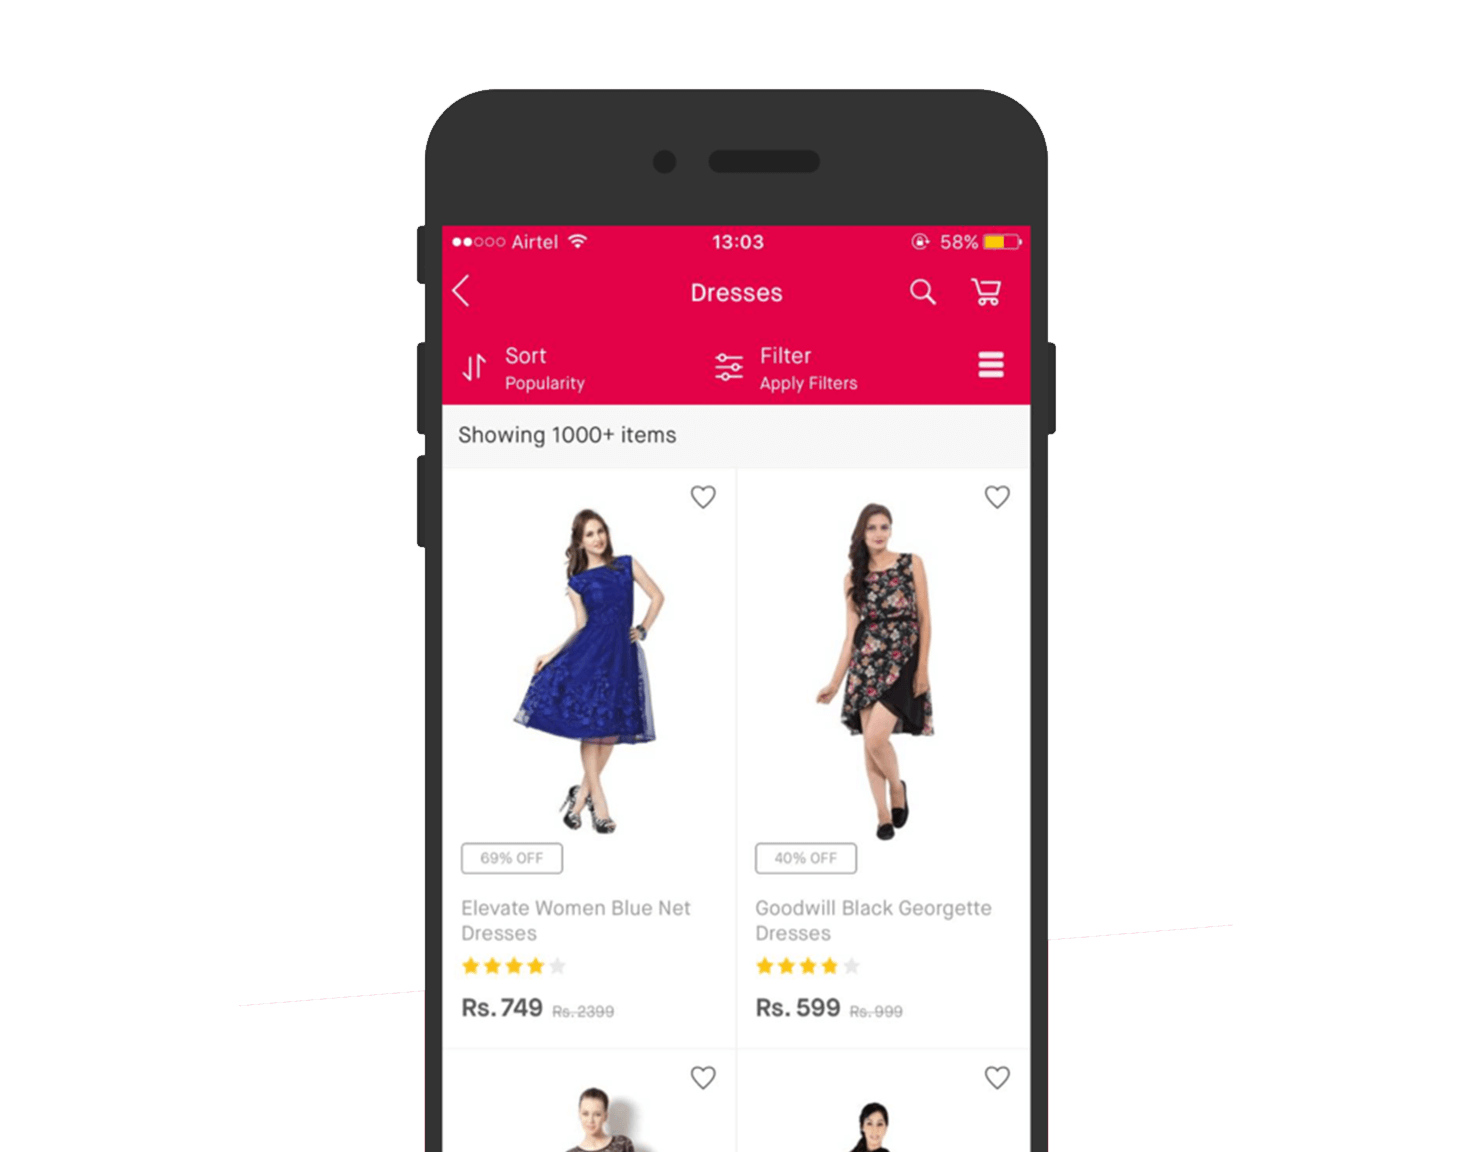 Airtel 13:03 58%
Dresses
Sort Filter
Popularity Apply Filters
Showing 1000+ items
69% OFF 40% OFF
Elevate Women Blue Net Goodwill Black Georgette
Dresses Dresses
Rs. 749 Rs. 2399 Rs. 599 Rs. 999